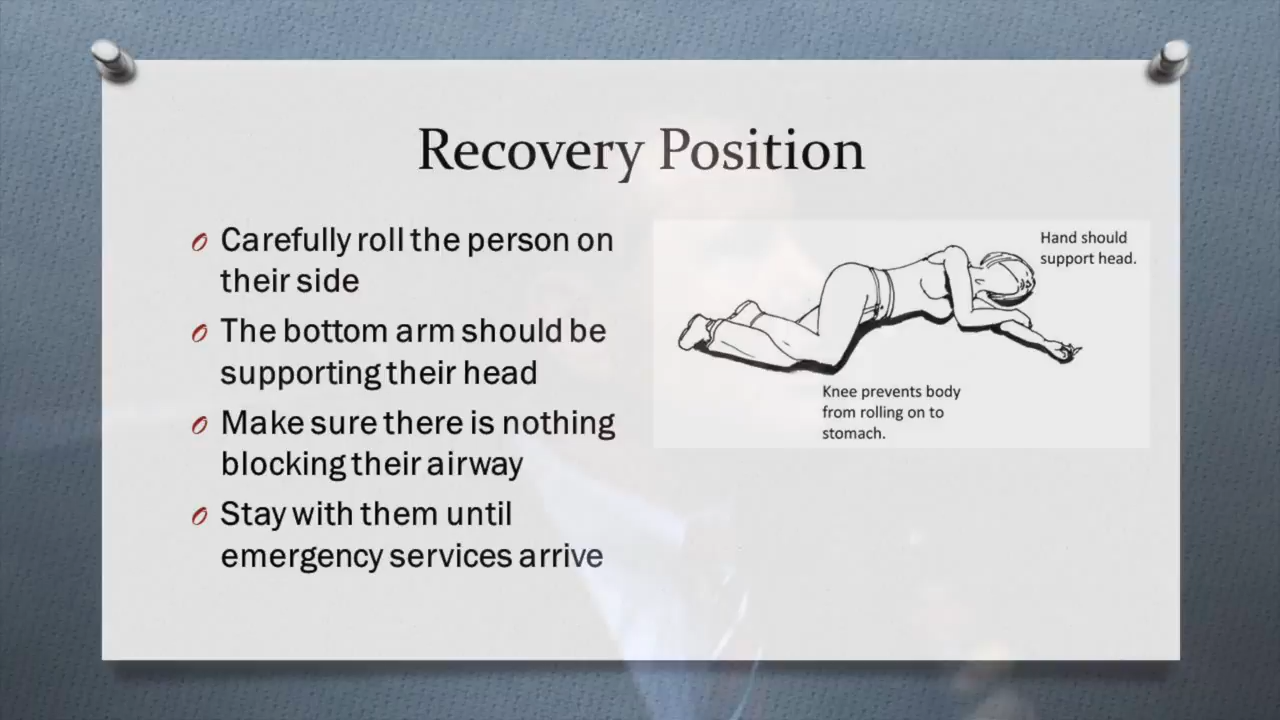 Recovery Position
Carefully roll the person on
their side
The bottom arm should be
supporting their head
Make sure there is nothing
blocking their airway
Stay with them until
emergency services arrive
Hand should
support head.
Knee prevents body
from rolling on to
stomach.